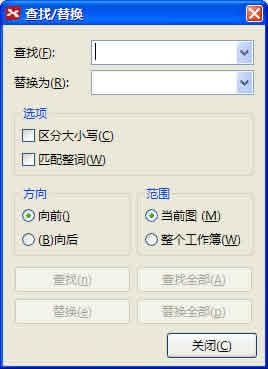 查找/替换
查找(F):
替换为(R):
选项
区分大小写(C)
匹配整词(W)
方向
向前()
(B)向后
范围
当前图 (M)
整个工作簿(W)
查找(n)
查找全部(A)
替换(e)
替换全部(p)
关闭(C)